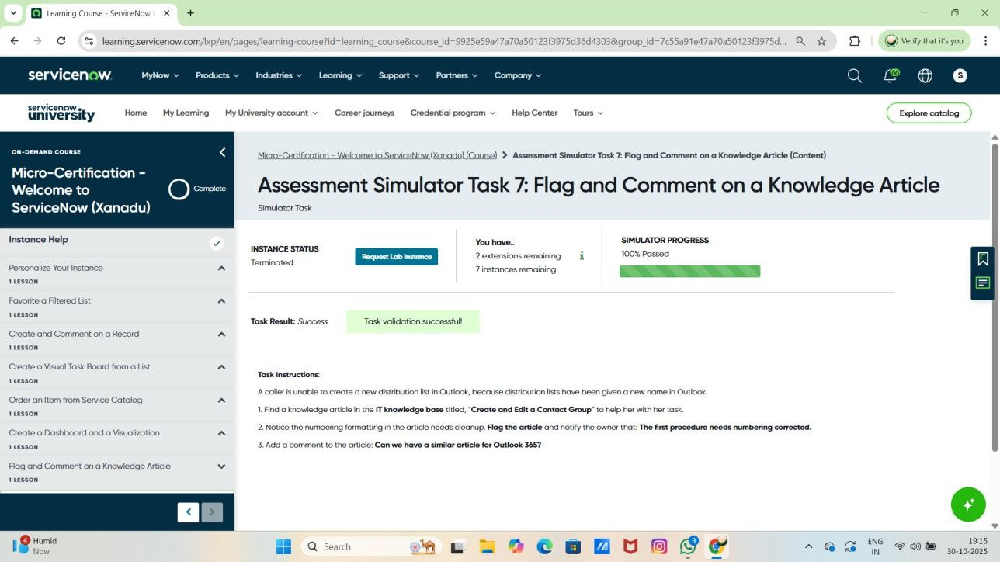 Learning Course - ServiceNow U
learning.servicenow.com/lxp/en/pages/learning-course?id=learning_course&course_id=9925e59a47a70a50123f3975d36d4303&group_id=7c55a91e47a70a50123f3975d...
Verify that it's you
servicenow
MyNow
Products
Industries
Learning
Support
Partners
Company
66
S
servicenow
university
Home
My Learning
My University account
Career journeys
Credential program
Help Center
Tours
Explore catalog
ON-DEMAND COURSE
Micro-Certification -
Welcome to
ServiceNow (Xanadu)
Complete
Instance Help
Personalize Your Instance
1 LESSON
Favorite a Filtered List
1 LESSON
Create and Comment on a Record
1 LESSON
Create a Visual Task Board from a List
1 LESSON
Order an Item from Service Catalog
1 LESSON
Create a Dashboard and a Visualization
1 LESSON
Flag and Comment on a Knowledge Article
1 LESSON
Micro-Certification - Welcome to ServiceNow (Xanadu) (Course) > Assessment Simulator Task 7: Flag and Comment on a Knowledge Article (Content)
Assessment Simulator Task 7: Flag and Comment on a Knowledge Article
Simulator Task
INSTANCE STATUS
Terminated
Request Lab Instance
You have..
2 extensions remaining
7 instances remaining
SIMULATOR PROGRESS
100% Passed
Task Result: Success
Task validation successful!
Task Instructions:
A caller is unable to create a new distribution list in Outlook, because distribution lists have been given a new name in Outlook.
1. Find a knowledge article in the IT knowledge base titled, "Create and Edit a Contact Group" to help her with her task.
2. Notice the numbering formatting in the article needs cleanup. Flag the article and notify the owner that: The first procedure needs numbering corrected.
3. Add a comment to the article: Can we have a similar article for Outlook 365?
4
Humid
Now
Search
9
ENG
IN
19:15
30-10-2025